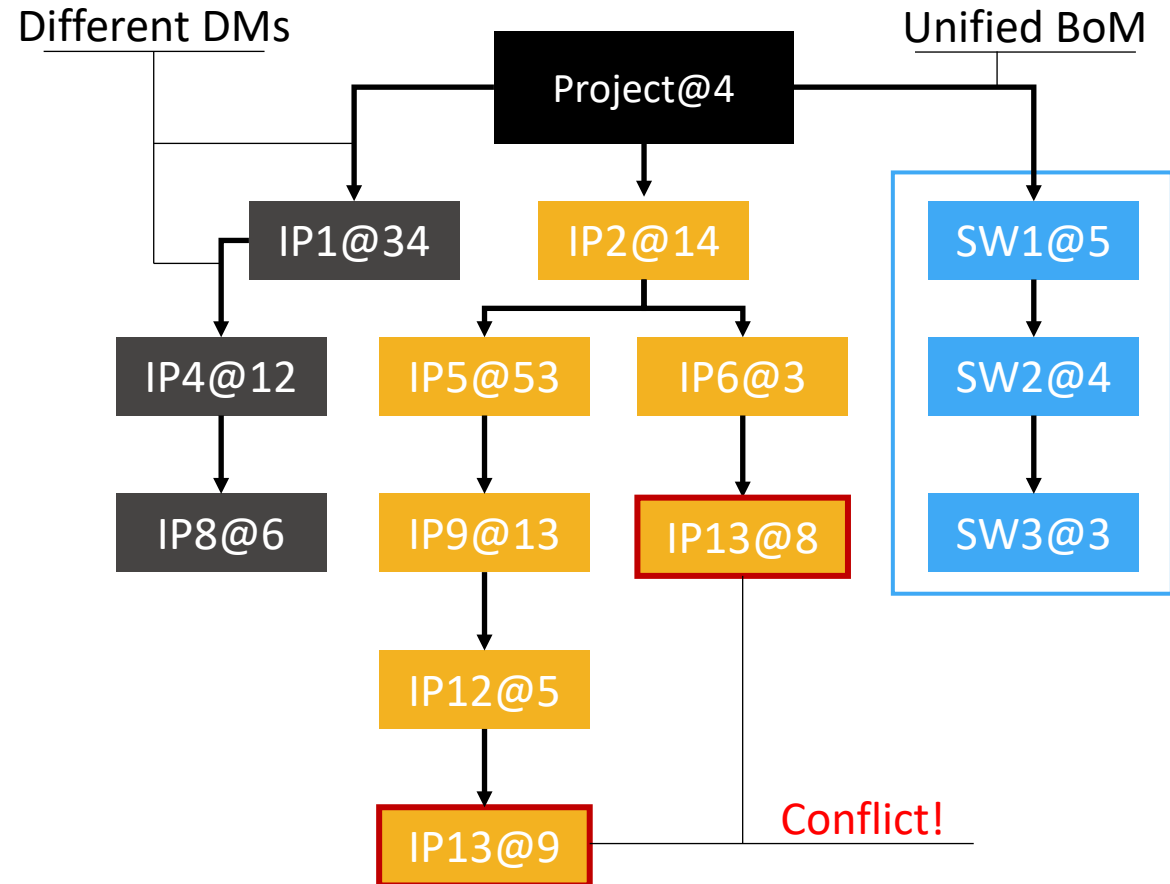 Different DMs
Unified BoM
Project@4
IP1@34
IP2@14
SW1@5
IP4@12
IP5@53
IP6@3
SW2@4
IP8@6
IP9@13
IP13@8
SW3@3
IP12@5
Conflict!
IP13@9